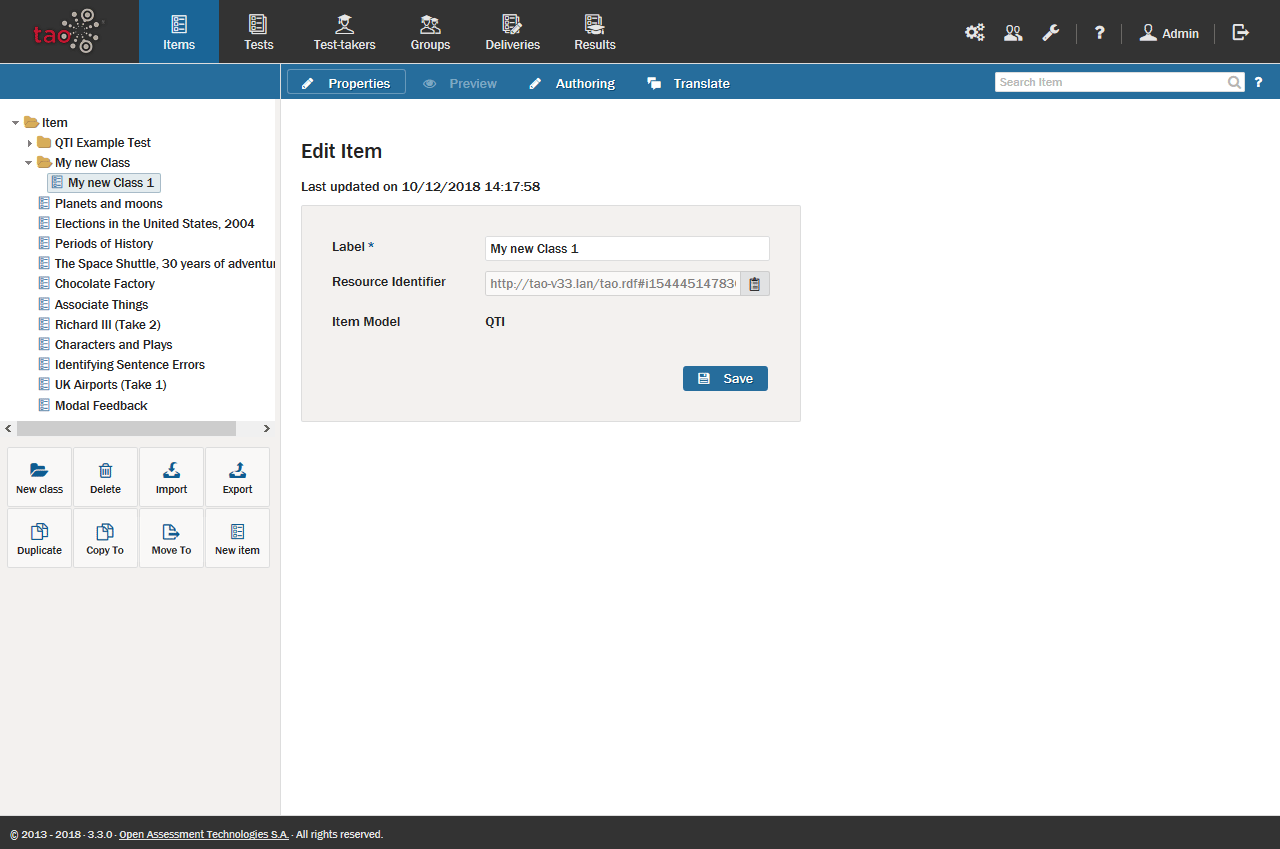 tao
Items
Tests
Test-takers
Groups
Deliveries
Results
?
Admin
Properties
Preview
Authoring
Translate
Search Item
?
Item
QTI Example Test
My new Class
My new Class 1
Planets and moons
Elections in the United States, 2004
Periods of History
The Space Shuttle, 30 years of adventur
Chocolate Factory
Associate Things
Richard III (Take 2)
Characters and Plays
Identifying Sentence Errors
UK Airports (Take 1)
Modal Feedback
New class
Delete
Import
Export
Duplicate
Copy To
Move To
New item
Edit Item
Last updated on 10/12/2018 14:17:58
Label *
My new Class 1
Resource Identifier
http://tao-v33.lan/tao.rdf#i15444514783
Item Model
QTI
Save
© 2013 - 2018 · 3.3.0 · Open Assessment Technologies S.A. · All rights reserved.